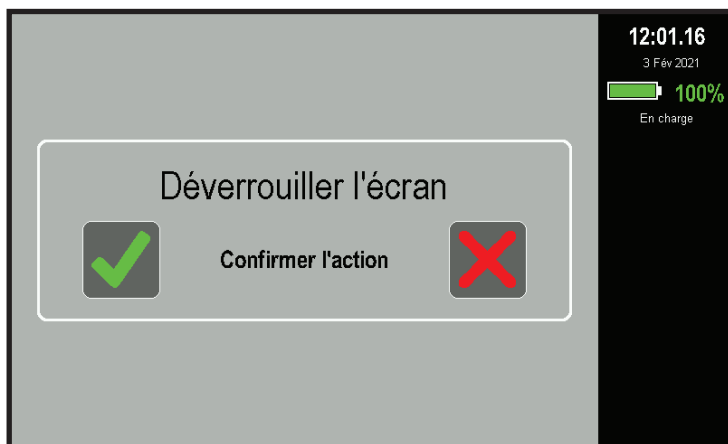 12:01.16
3 Fév 2021
100%
En charge
Déverrouiller l'écran
Confirmer l'action